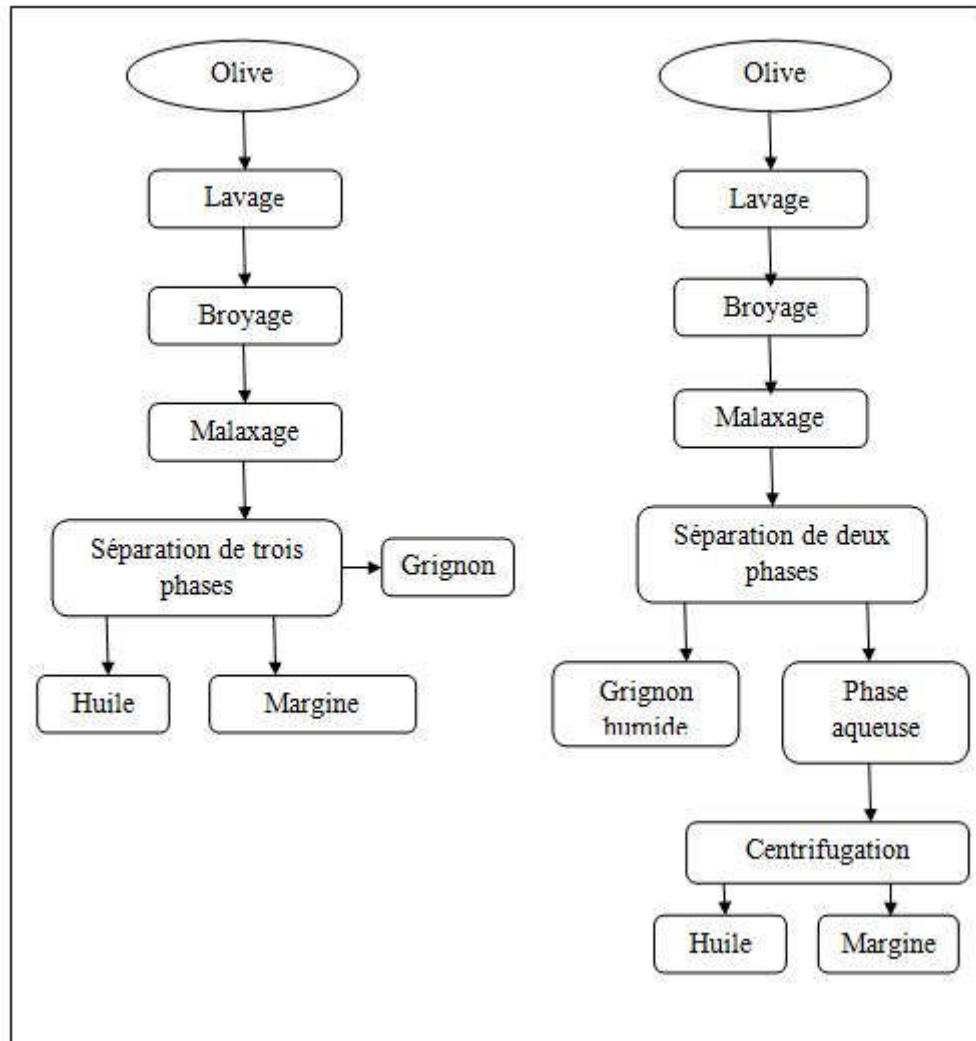 Olive
Lavage
Broyage
Malaxage
Séparation de trois
phases
Grignon
Huile
Margine
Olive
Lavage
Broyage
Malaxage
Séparation de deux
phases
Grignon
humide
Phase
aqueuse
Centrifugation
Huile
Margine